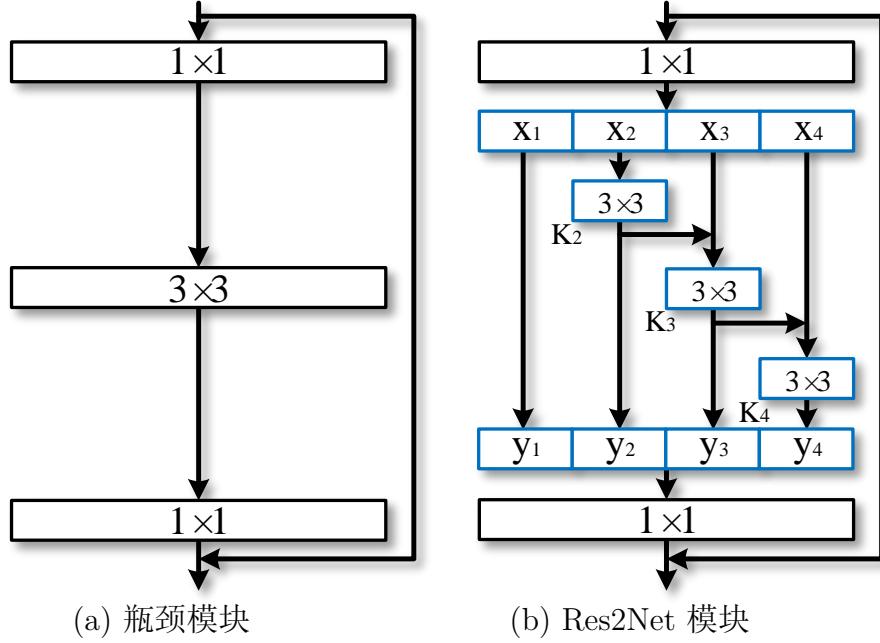 1×1
3×3
1×1
(a) 瓶颈模块
1×1
x1 x2 x3 x4
3×3
K2
3×3
K3
3×3
K4
y1 y2 y3 y4
1×1
(b) Res2Net 模块